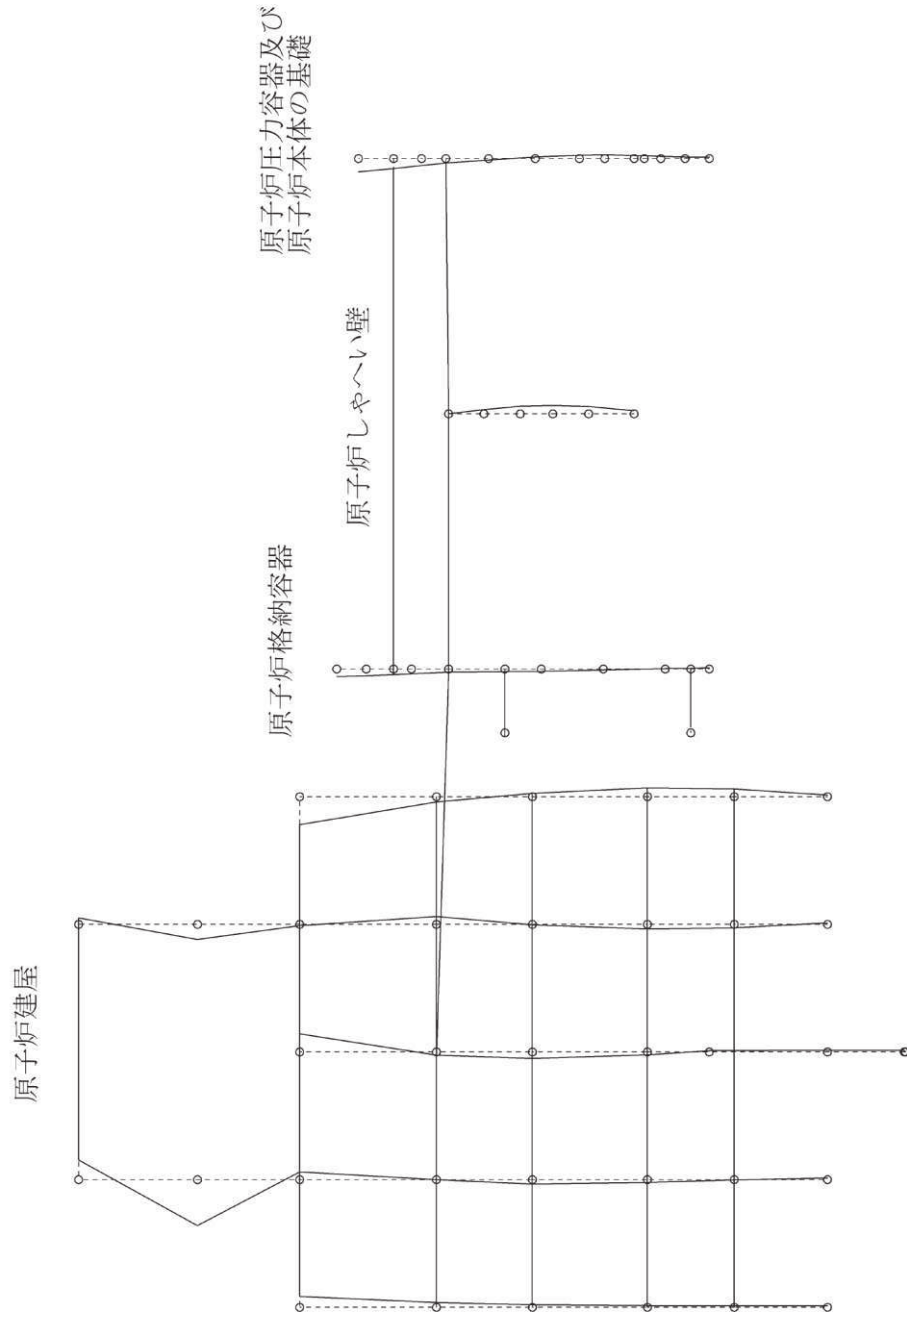 原子炉建屋
原子炉格納容器
原子炉しゃへい壁
原子炉圧力容器及び
原子炉本体の基礎